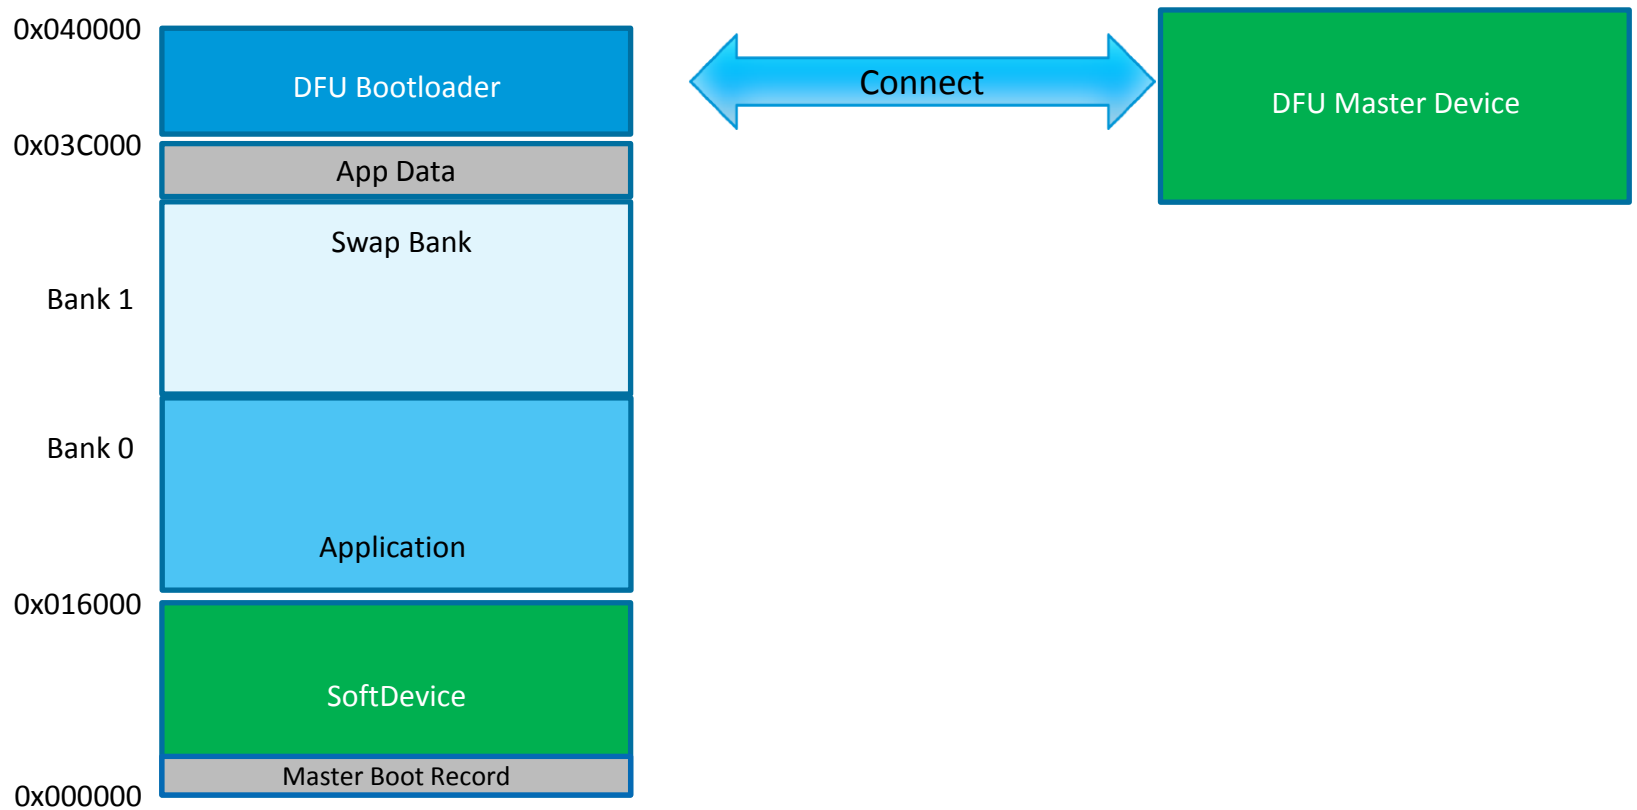 0x040000
DFU Bootloader
Connect
DFU Master Device
0x03C000
App Data
Swap Bank
Bank 1
Bank 0
Application
0x016000
SoftDevice
Master Boot Record
0x000000